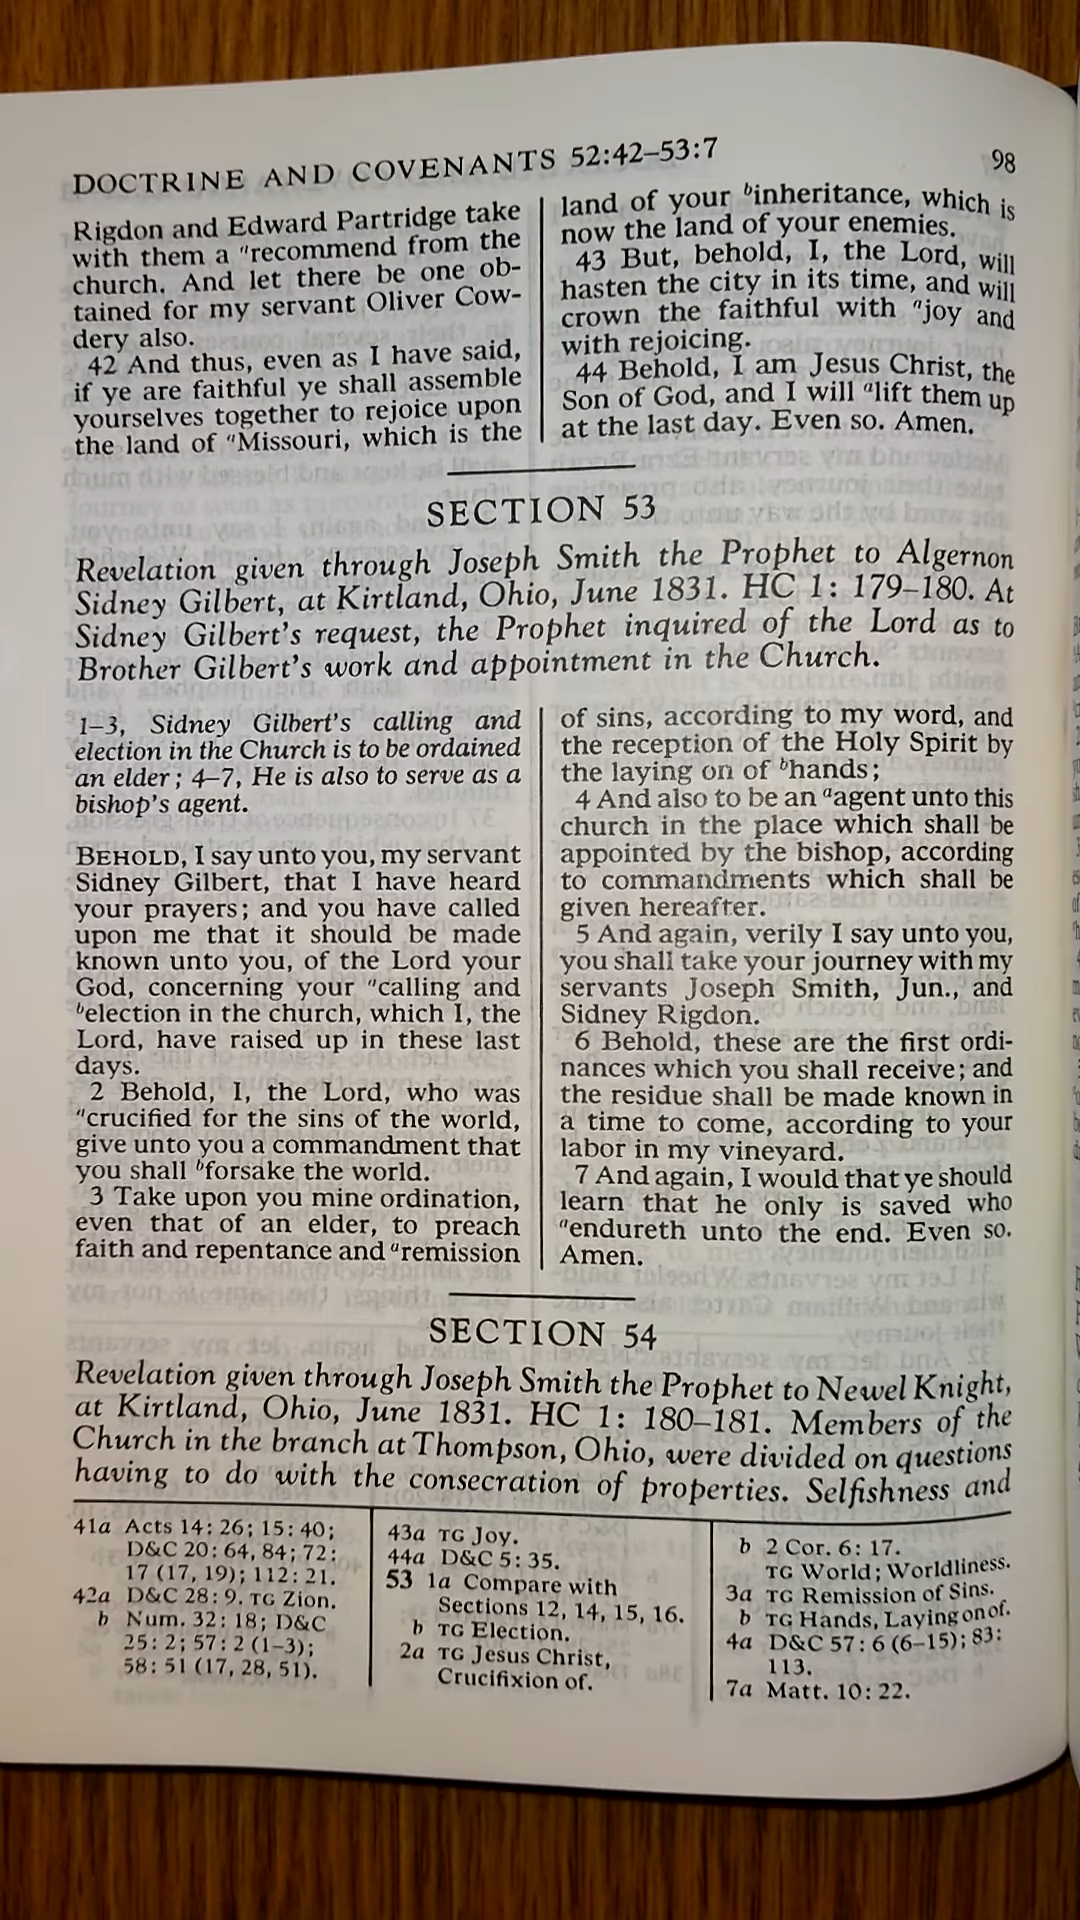 DOCTRINE AND COVENANTS 52:42–53:7
98
Rigdon and Edward Partridge take
with them a ᵃrecommend from the
church. And let there be one ob-
tained for my servant Oliver Cow-
dery also.
42 And thus, even as I have said,
if ye are faithful ye shall assemble
yourselves together to rejoice upon
the land of ᵃMissouri, which is the
land of your ᵇinheritance, which is
now the land of your enemies.
43 But, behold, I, the Lord, will
hasten the city in its time, and will
crown the faithful with ᵃjoy and
with rejoicing.
44 Behold, I am Jesus Christ, the
Son of God, and I will ᵃlift them up
at the last day. Even so. Amen.
SECTION 53
Revelation given through Joseph Smith the Prophet to Algernon
Sidney Gilbert, at Kirtland, Ohio, June 1831. HC 1: 179–180. At
Sidney Gilbert's request, the Prophet inquired of the Lord as to
Brother Gilbert's work and appointment in the Church.
1–3, Sidney Gilbert's calling and
election in the Church is to be ordained
an elder; 4–7, He is also to serve as a
bishop's agent.
BEHOLD, I say unto you, my servant
Sidney Gilbert, that I have heard
your prayers; and you have called
upon me that it should be made
known unto you, of the Lord your
God, concerning your ᵃcalling and
ᵇelection in the church, which I, the
Lord, have raised up in these last
days.
2 Behold, I, the Lord, who was
ᵃcrucified for the sins of the world,
give unto you a commandment that
you shall ᵇforsake the world.
3 Take upon you mine ordination,
even that of an elder, to preach
faith and repentance and ᵃremission
of sins, according to my word, and
the reception of the Holy Spirit by
the laying on of ᵇhands;
4 And also to be an ᵃagent unto this
church in the place which shall be
appointed by the bishop, according
to commandments which shall be
given hereafter.
5 And again, verily I say unto you,
you shall take your journey with my
servants Joseph Smith, Jun., and
Sidney Rigdon.
6 Behold, these are the first ordi-
nances which you shall receive; and
the residue shall be made known in
a time to come, according to your
labor in my vineyard.
7 And again, I would that ye should
learn that he only is saved who
ᵃendureth unto the end. Even so.
Amen.
SECTION 54
Revelation given through Joseph Smith the Prophet to Newel Knight,
at Kirtland, Ohio, June 1831. HC 1: 180–181. Members of the
Church in the branch at Thompson, Ohio, were divided on questions
having to do with the consecration of properties. Selfishness and
41a Acts 14: 26; 15: 40;
D&C 20: 64, 84; 72:
17 (17, 19); 112: 21.
42a D&C 28: 9. TG Zion.
b Num. 32: 18; D&C
25: 2; 57: 2 (1–3);
58: 51 (17, 28, 51).
43a TG Joy.
44a D&C 5: 35.
53 1a Compare with
Sections 12, 14, 15, 16.
b TG Election.
2a TG Jesus Christ,
Crucifixion of.
b 2 Cor. 6: 17.
TG World; Worldliness.
3a TG Remission of Sins.
b TG Hands, Laying on of.
4a D&C 57: 6 (6–15); 83:
113.
7a Matt. 10: 22.